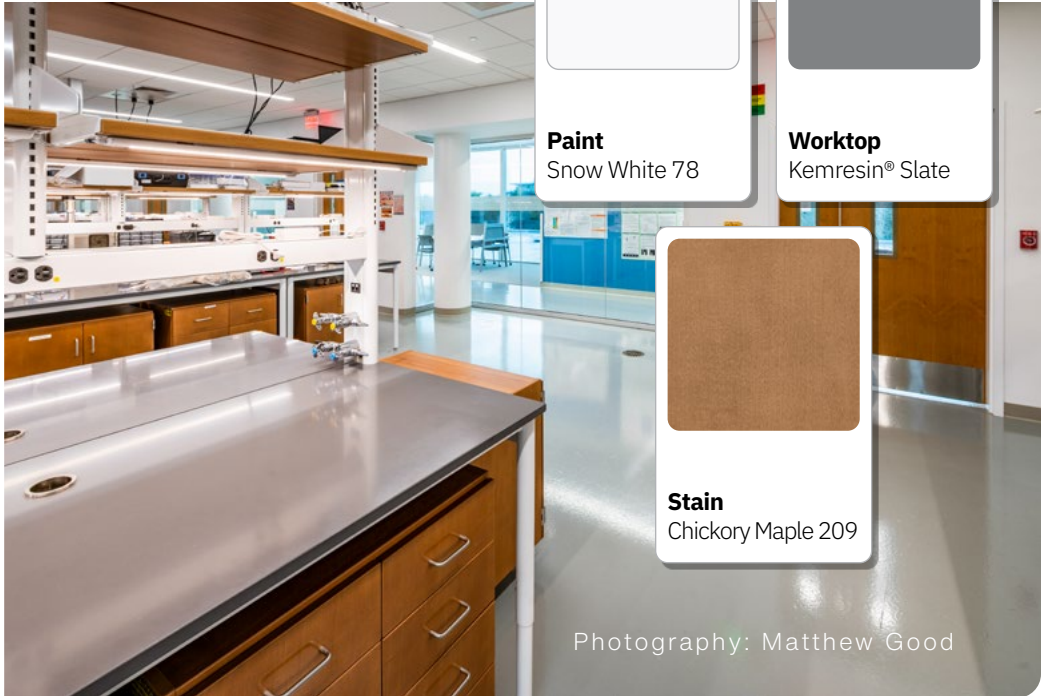 Paint
Snow White 78
Worktop
Kemresin® Slate
Stain
Chickory Maple 209
Photography: Matthew Good